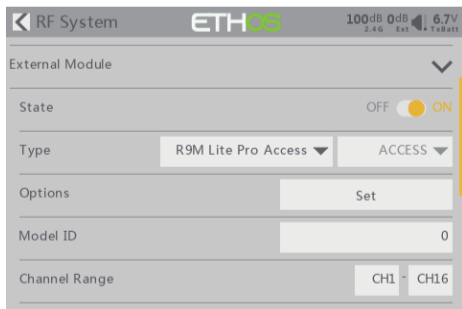 RF System ETHOS 100dB 0dB 6.7V
2.4G Ext TxBatt
External Module
State OFF ON
Type R9M Lite Pro Access ACCESS
Options Set
Model ID 0
Channel Range CH1 - CH16